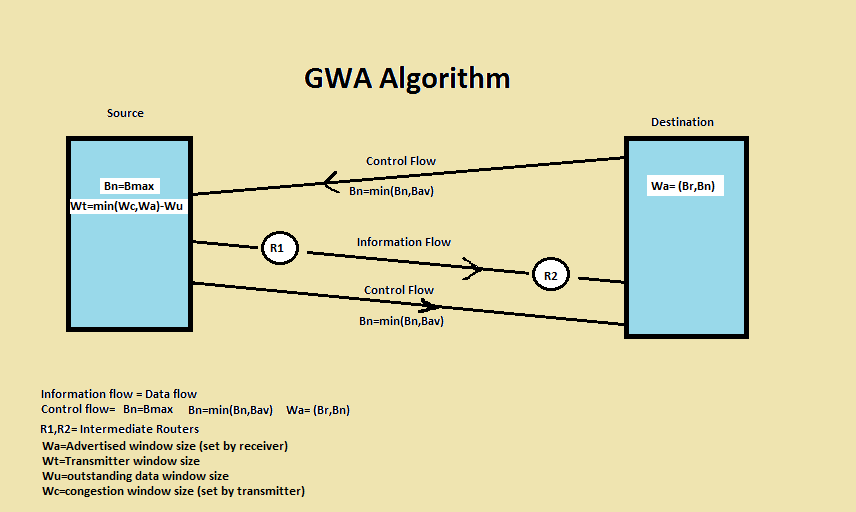 GWA Algorithm
Source
Destination
Control Flow
Bn=Bmax
Bn=min(Bn,Bav)
Wa= (Br,Bn)
Wt=min(Wc,Wa)-Wu
R1
Information Flow
R2
Control Flow
Bn=min(Bn,Bav)
Information flow = Data flow
Control flow= Bn=Bmax Bn=min(Bn,Bav) Wa= (Br,Bn)
R1,R2= Intermediate Routers
Wa=Advertised window size (set by receiver)
Wt=Transmitter window size
Wu=outstanding data window size
Wc=congestion window size (set by transmitter)